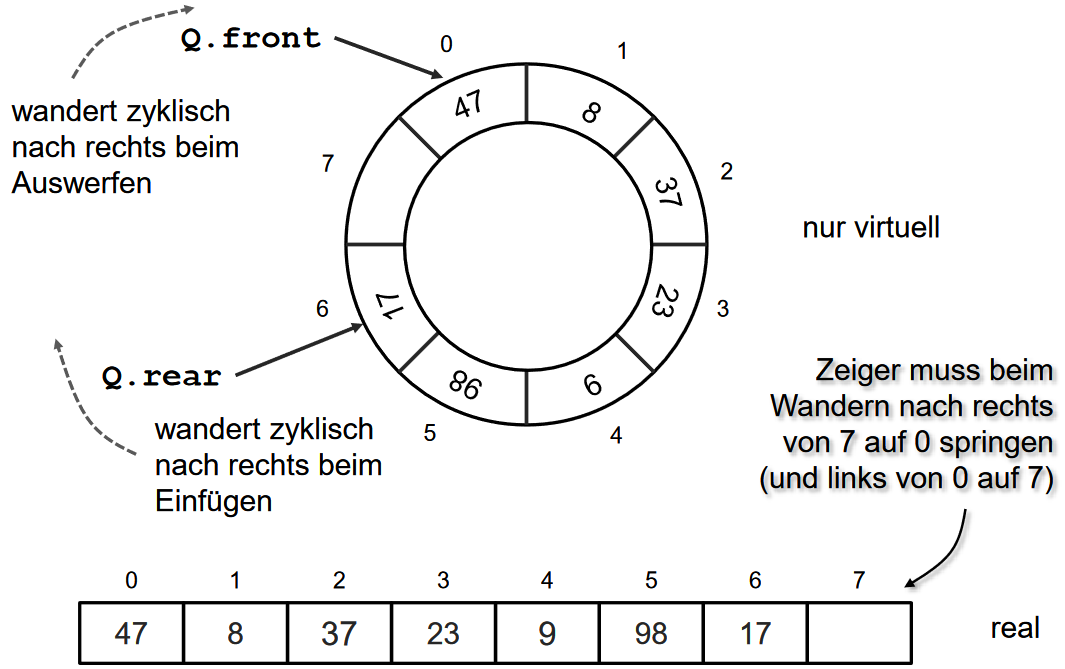 Q.front
0
1
47
8
wandert zyklisch
nach rechts beim
Auswerfen
7
37
2
nur virtuell
6
17
23
3
Q.rear
98
9
5
4
wandert zyklisch
nach rechts beim
Einfügen
Zeiger muss beim
Wandern nach rechts
von 7 auf 0 springen
(und links von 0 auf 7)
0 1 2 3 4 5 6 7
47 8 37 23 9 98 17
real